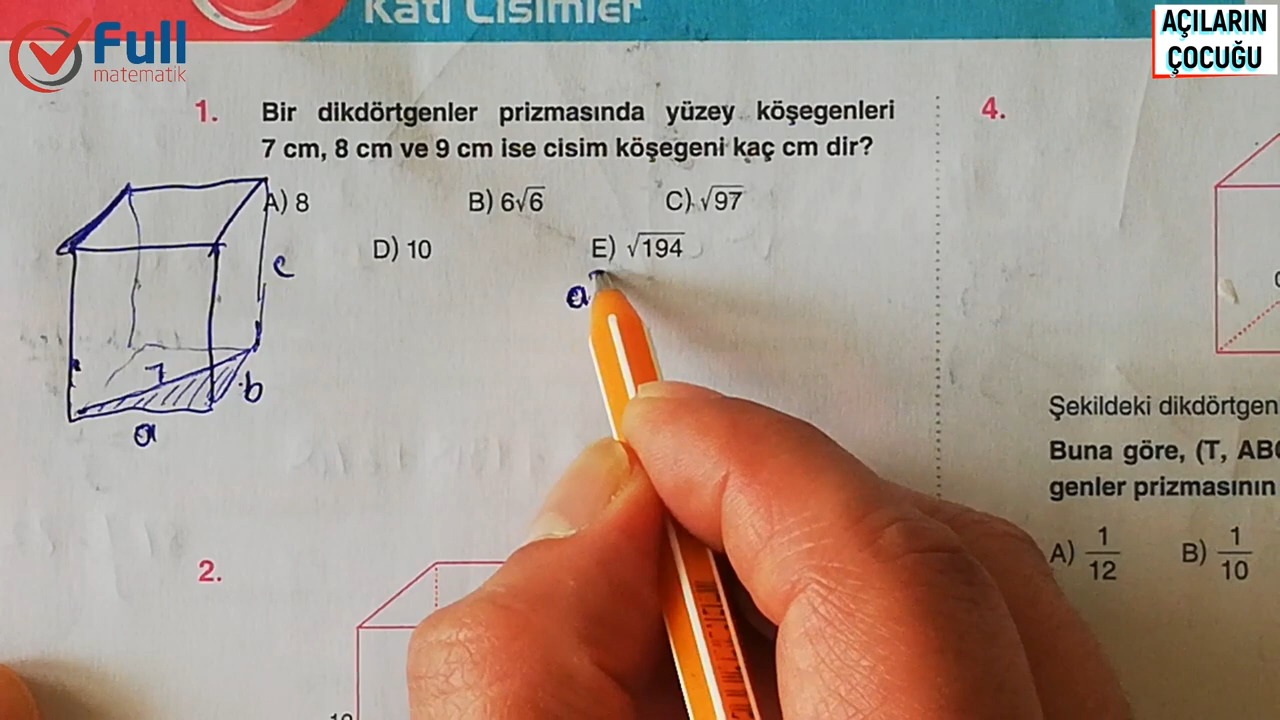 Katı Cisimler
Full
matematik
AÇILARIN
ÇOCUĞU
1. Bir dikdörtgenler prizmasında yüzey köşegenleri
7 cm, 8 cm ve 9 cm ise cisim köşegeni kaç cm dir?
A) 8 B) 6√6 C) √97
D) 10 E) √194
c
7
b
a
a
2.
4.
Şekildeki dikdörtgen
Buna göre, (T, AB
genler prizmasının
A) 1/12 B) 1/10